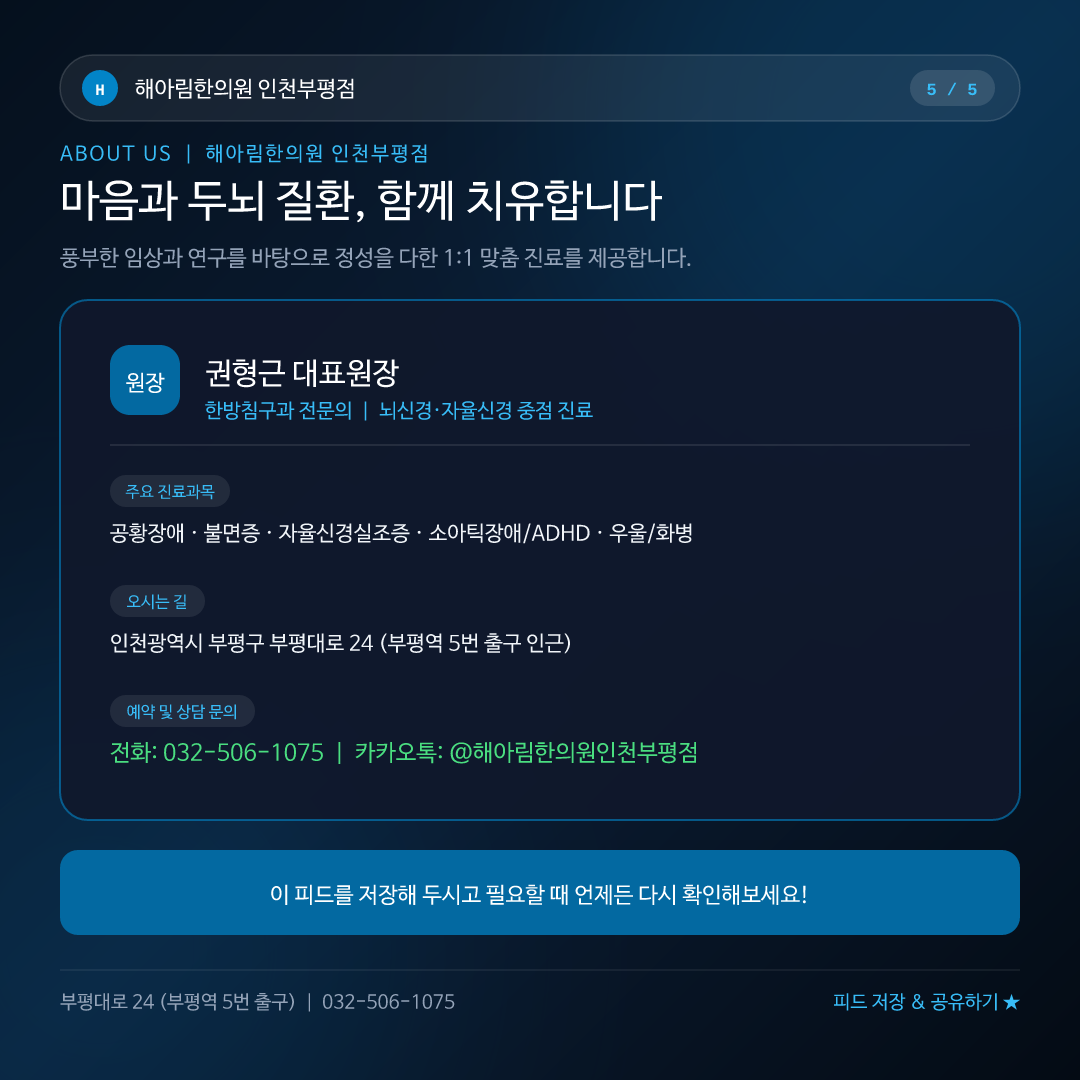 H 해아림한의원 인천부평점 5 / 5
ABOUT US | 해아림한의원 인천부평점
마음과 두뇌 질환, 함께 치유합니다
풍부한 임상과 연구를 바탕으로 정성을 다한 1:1 맞춤 진료를 제공합니다.
원장 권형근 대표원장
한방침구과 전문의 | 뇌신경·자율신경 중점 진료
주요 진료과목
공황장애 · 불면증 · 자율신경실조증 · 소아틱장애/ADHD · 우울/화병
오시는 길
인천광역시 부평구 부평대로 24 (부평역 5번 출구 인근)
예약 및 상담 문의
전화: 032-506-1075 | 카카오톡: @해아림한의원인천부평점
이 피드를 저장해 두시고 필요할 때 언제든 다시 확인해보세요!
부평대로 24 (부평역 5번 출구) | 032-506-1075 피드 저장 & 공유하기 ★